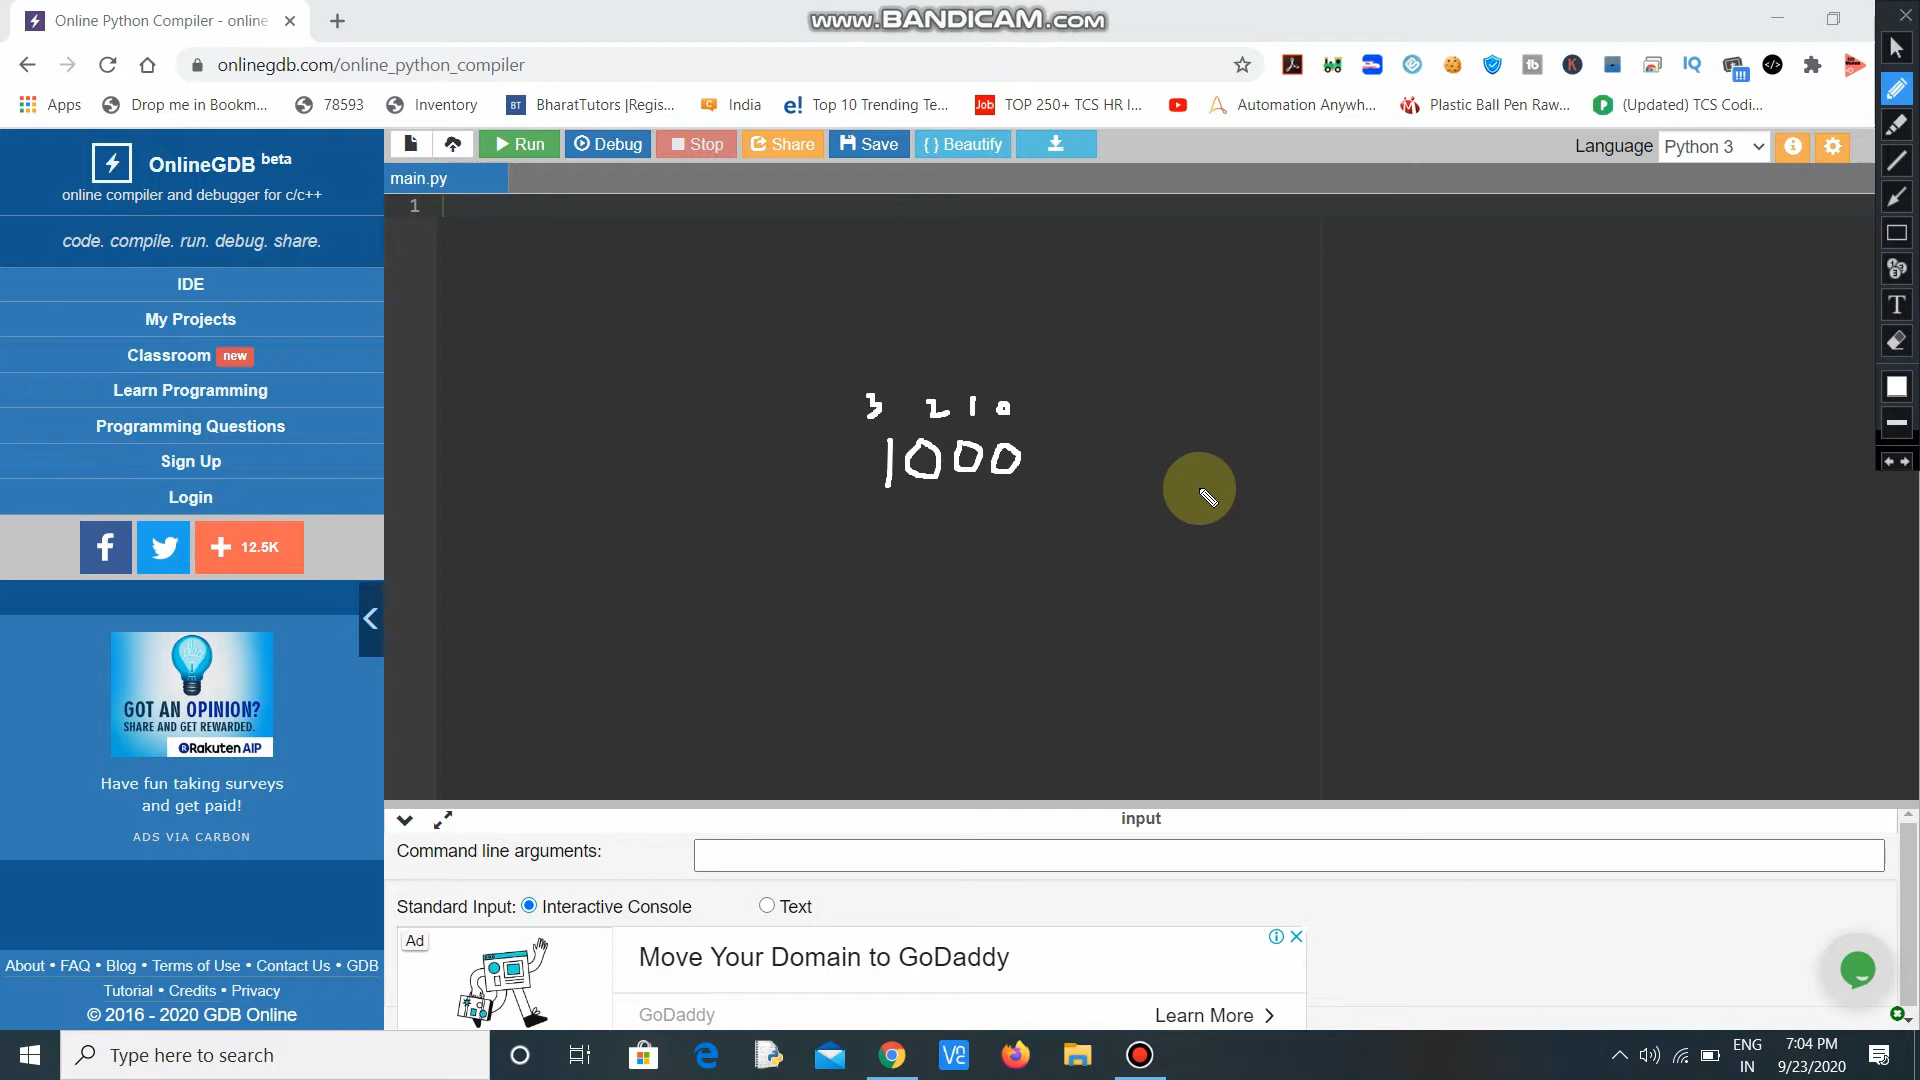 Online Python Compiler - online
www.BANDICAM.com
onlinegdb.com/online_python_compiler
Apps Drop me in Bookm... 78593 Inventory BharatTutors |Regis... India Top 10 Trending Te... TOP 250+ TCS HR I... Automation Anywh... Plastic Ball Pen Raw... (Updated) TCS Codi...
OnlineGDB beta
online compiler and debugger for c/c++
code. compile. run. debug. share.
IDE
My Projects
Classroom new
Learn Programming
Programming Questions
Sign Up
Login
12.5K
GOT AN OPINION?
SHARE AND GET REWARDED.
Rakuten AIP
Have fun taking surveys
and get paid!
ADS VIA CARBON
About • FAQ • Blog • Terms of Use • Contact Us • GDB
Tutorial • Credits • Privacy
© 2016 - 2020 GDB Online
Run Debug Stop Share Save { } Beautify
Language Python 3
main.py
1
3 2 1 0
1000
input
Command line arguments:
Standard Input: Interactive Console Text
Ad
Move Your Domain to GoDaddy
GoDaddy
Learn More
Type here to search
ENG
IN
7:04 PM
9/23/2020